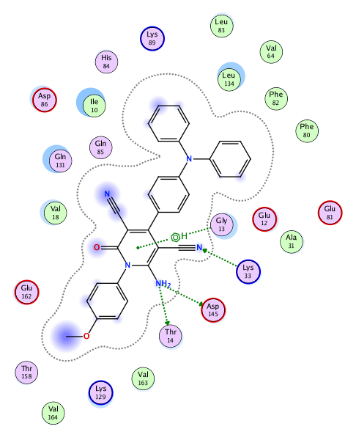 Leu
83
Lys
89
Val
64
His
84
Leu
134
Asp
86
Ile
10
Phe
82
Phe
80
Gln
85
Gln
131
N
N
Val
18
Gly
13
Glu
12
Glu
81
H
O
N
N
Ala
31
Lys
33
NH2
Glu
162
Asp
145
O
Thr
14
Thr
158
Val
163
Lys
129
Val
164